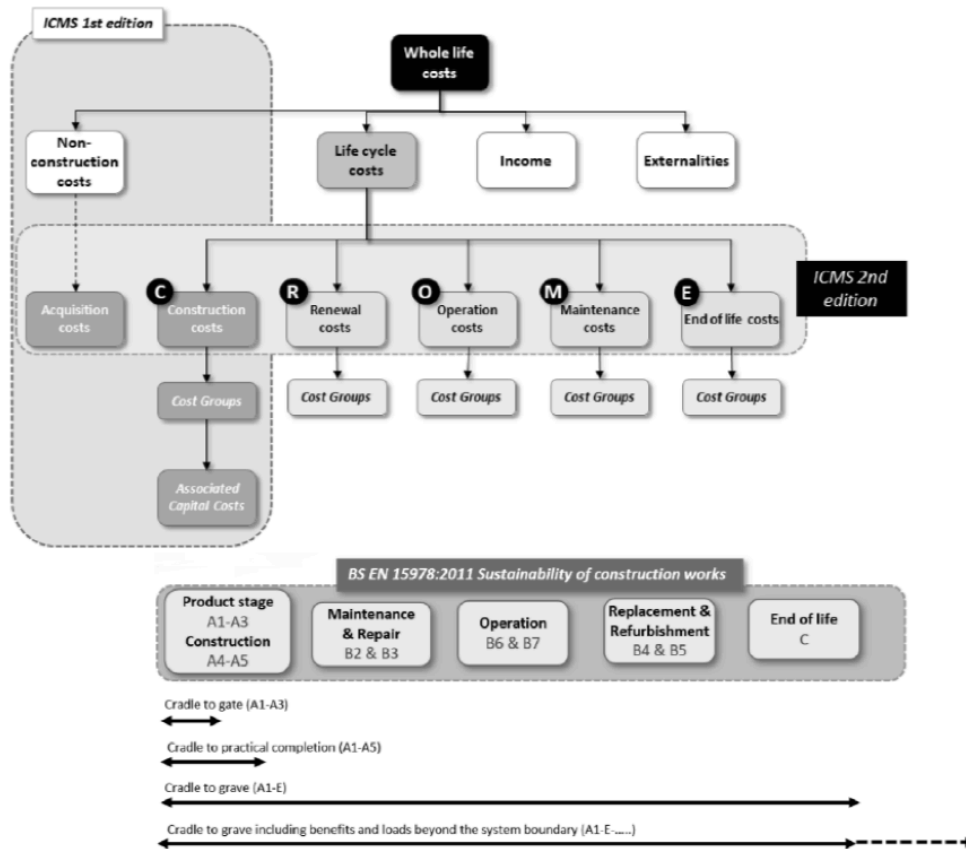 ICMS 1st edition
Whole life
costs
Non-
construction
costs
Life cycle
costs
Income
Externalities
ICMS 2nd
edition
Acquisition
costs
C
Construction
costs
R
Renewal
costs
O
Operation
costs
M
Maintenance
costs
E
End of life costs
Cost Groups
Cost Groups
Cost Groups
Cost Groups
Cost Groups
Associated
Capital Costs
BS EN 15978:2011 Sustainability of construction works
Product stage
A1-A3
Construction
A4-A5
Maintenance
& Repair
B2 & B3
Operation
B6 & B7
Replacement &
Refurbishment
B4 & B5
End of life
C
Cradle to gate (A1-A3)
Cradle to practical completion (A1-A5)
Cradle to grave (A1-E)
Cradle to grave including benefits and loads beyond the system boundary (A1-E-.....)